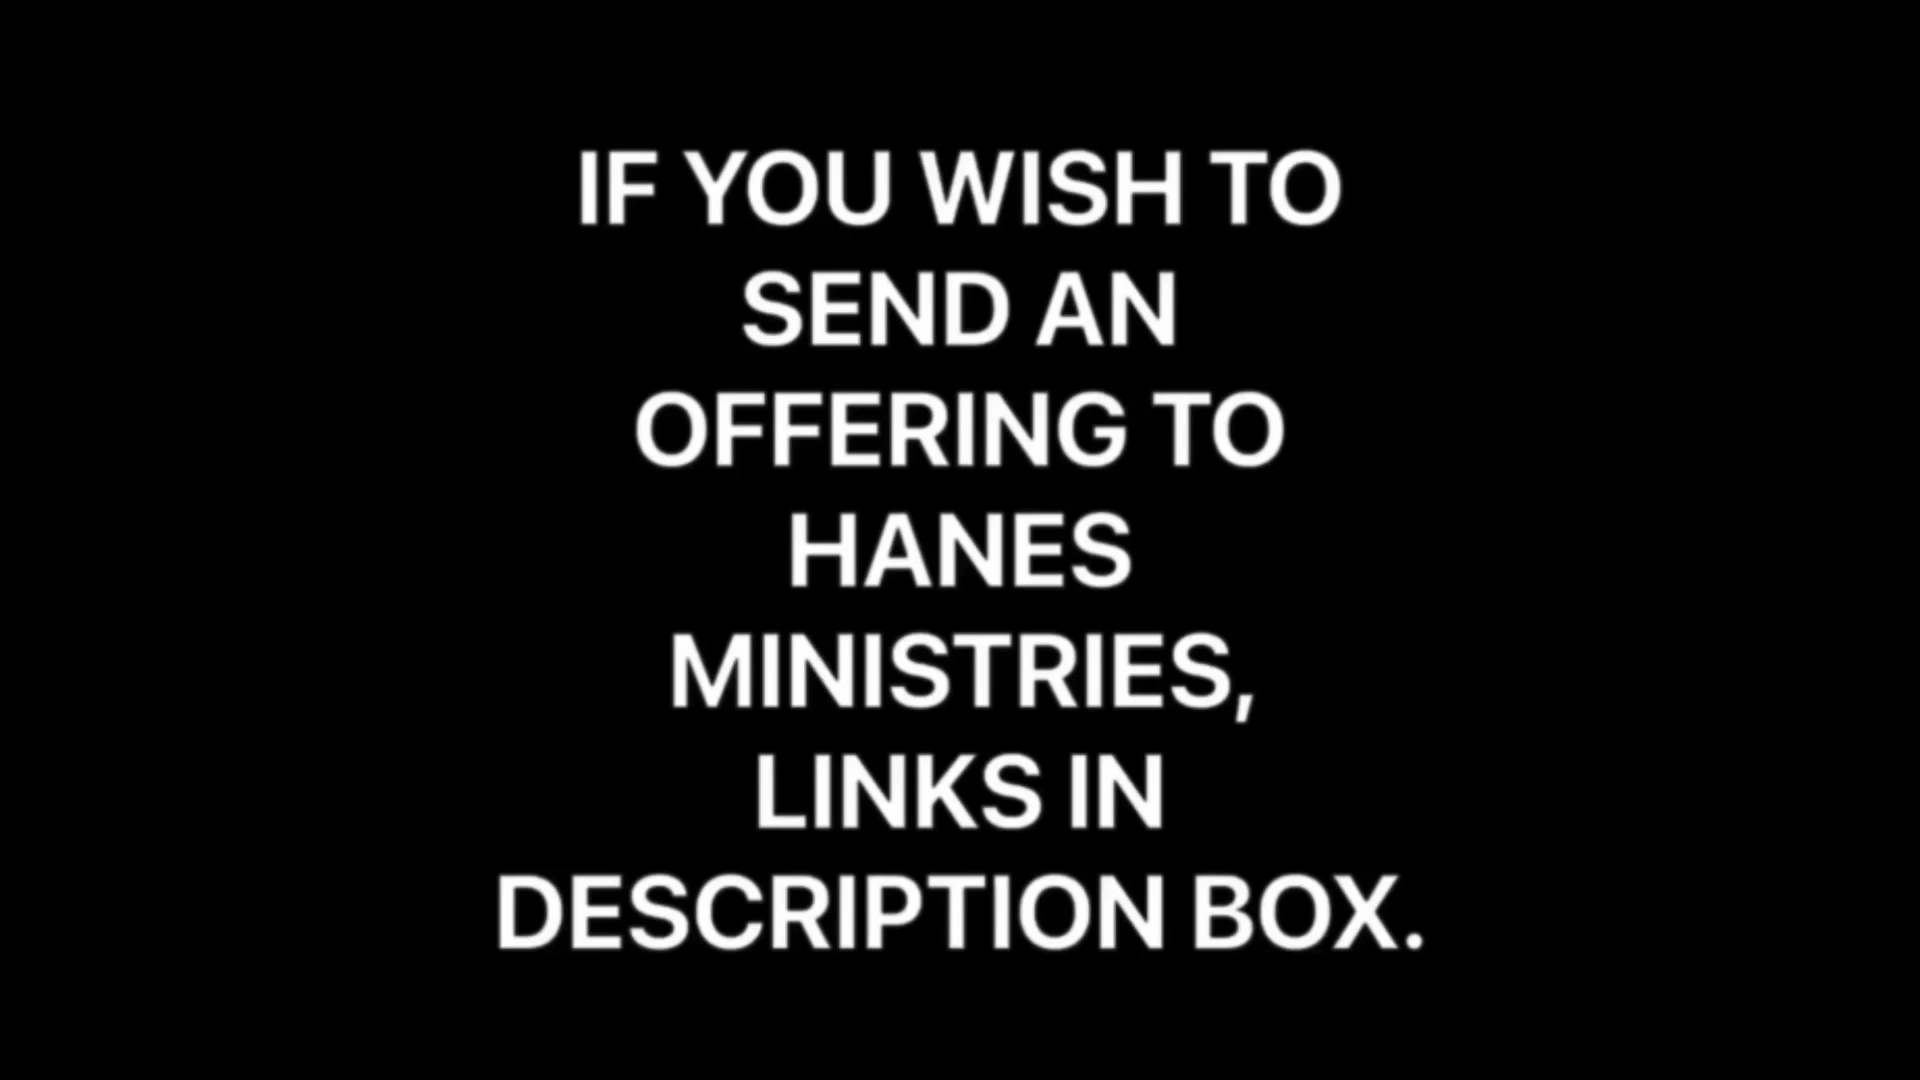 IF YOU WISH TO
SEND AN
OFFERING TO
HANES
MINISTRIES,
LINKS IN
DESCRIPTION BOX.